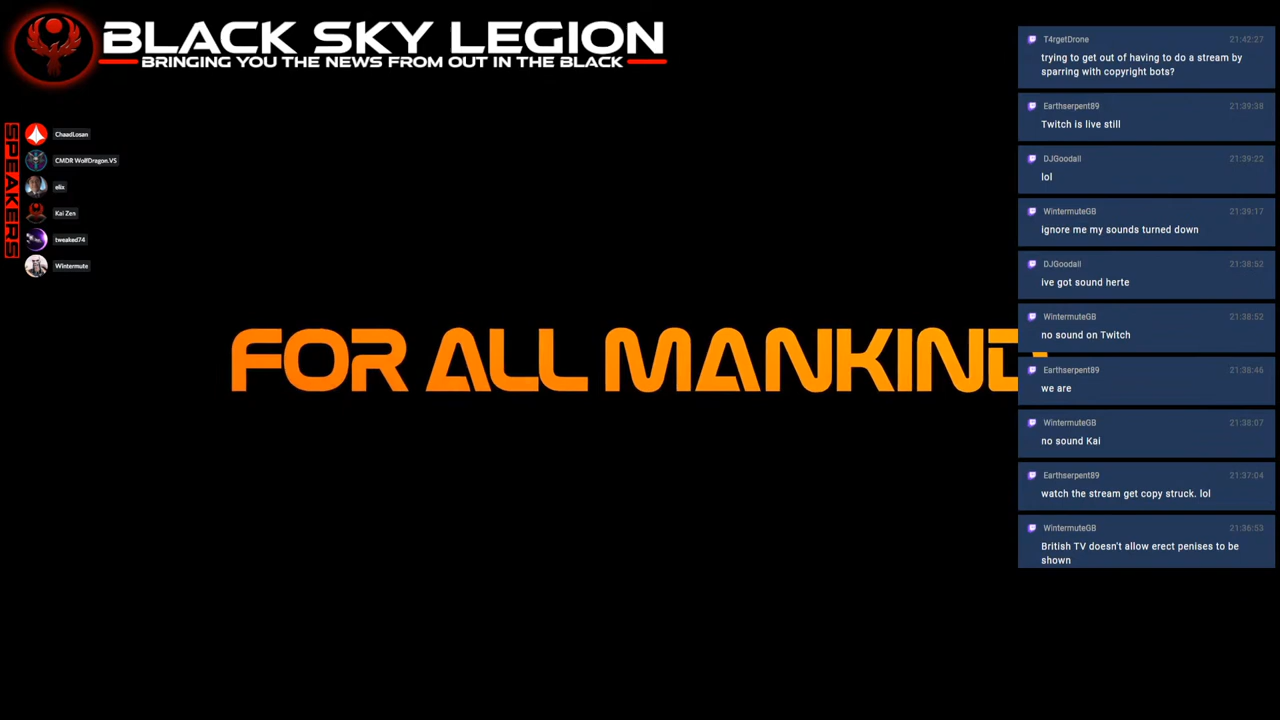 BLACK SKY LEGION
BRINGING YOU THE NEWS FROM OUT IN THE BLACK
SPEAKERS
ChaadLosan
CMDR WolfDragon.VS
elix
Kai Zen
tweaked74
Wintermute
FOR ALL MANKIND
T4rgetDrone 21:42:27
trying to get out of having to do a stream by
sparring with copyright bots?
Earthserpent89 21:39:38
Twitch is live still
DJGoodall 21:39:22
lol
WintermuteGB 21:39:17
ignore me my sounds turned down
DJGoodall 21:38:52
ive got sound herte
WintermuteGB 21:38:52
no sound on Twitch
Earthserpent89 21:38:46
we are
WintermuteGB 21:38:07
no sound Kai
Earthserpent89 21:37:04
watch the stream get copy struck. lol
WintermuteGB 21:36:53
British TV doesn't allow erect penises to be
shown